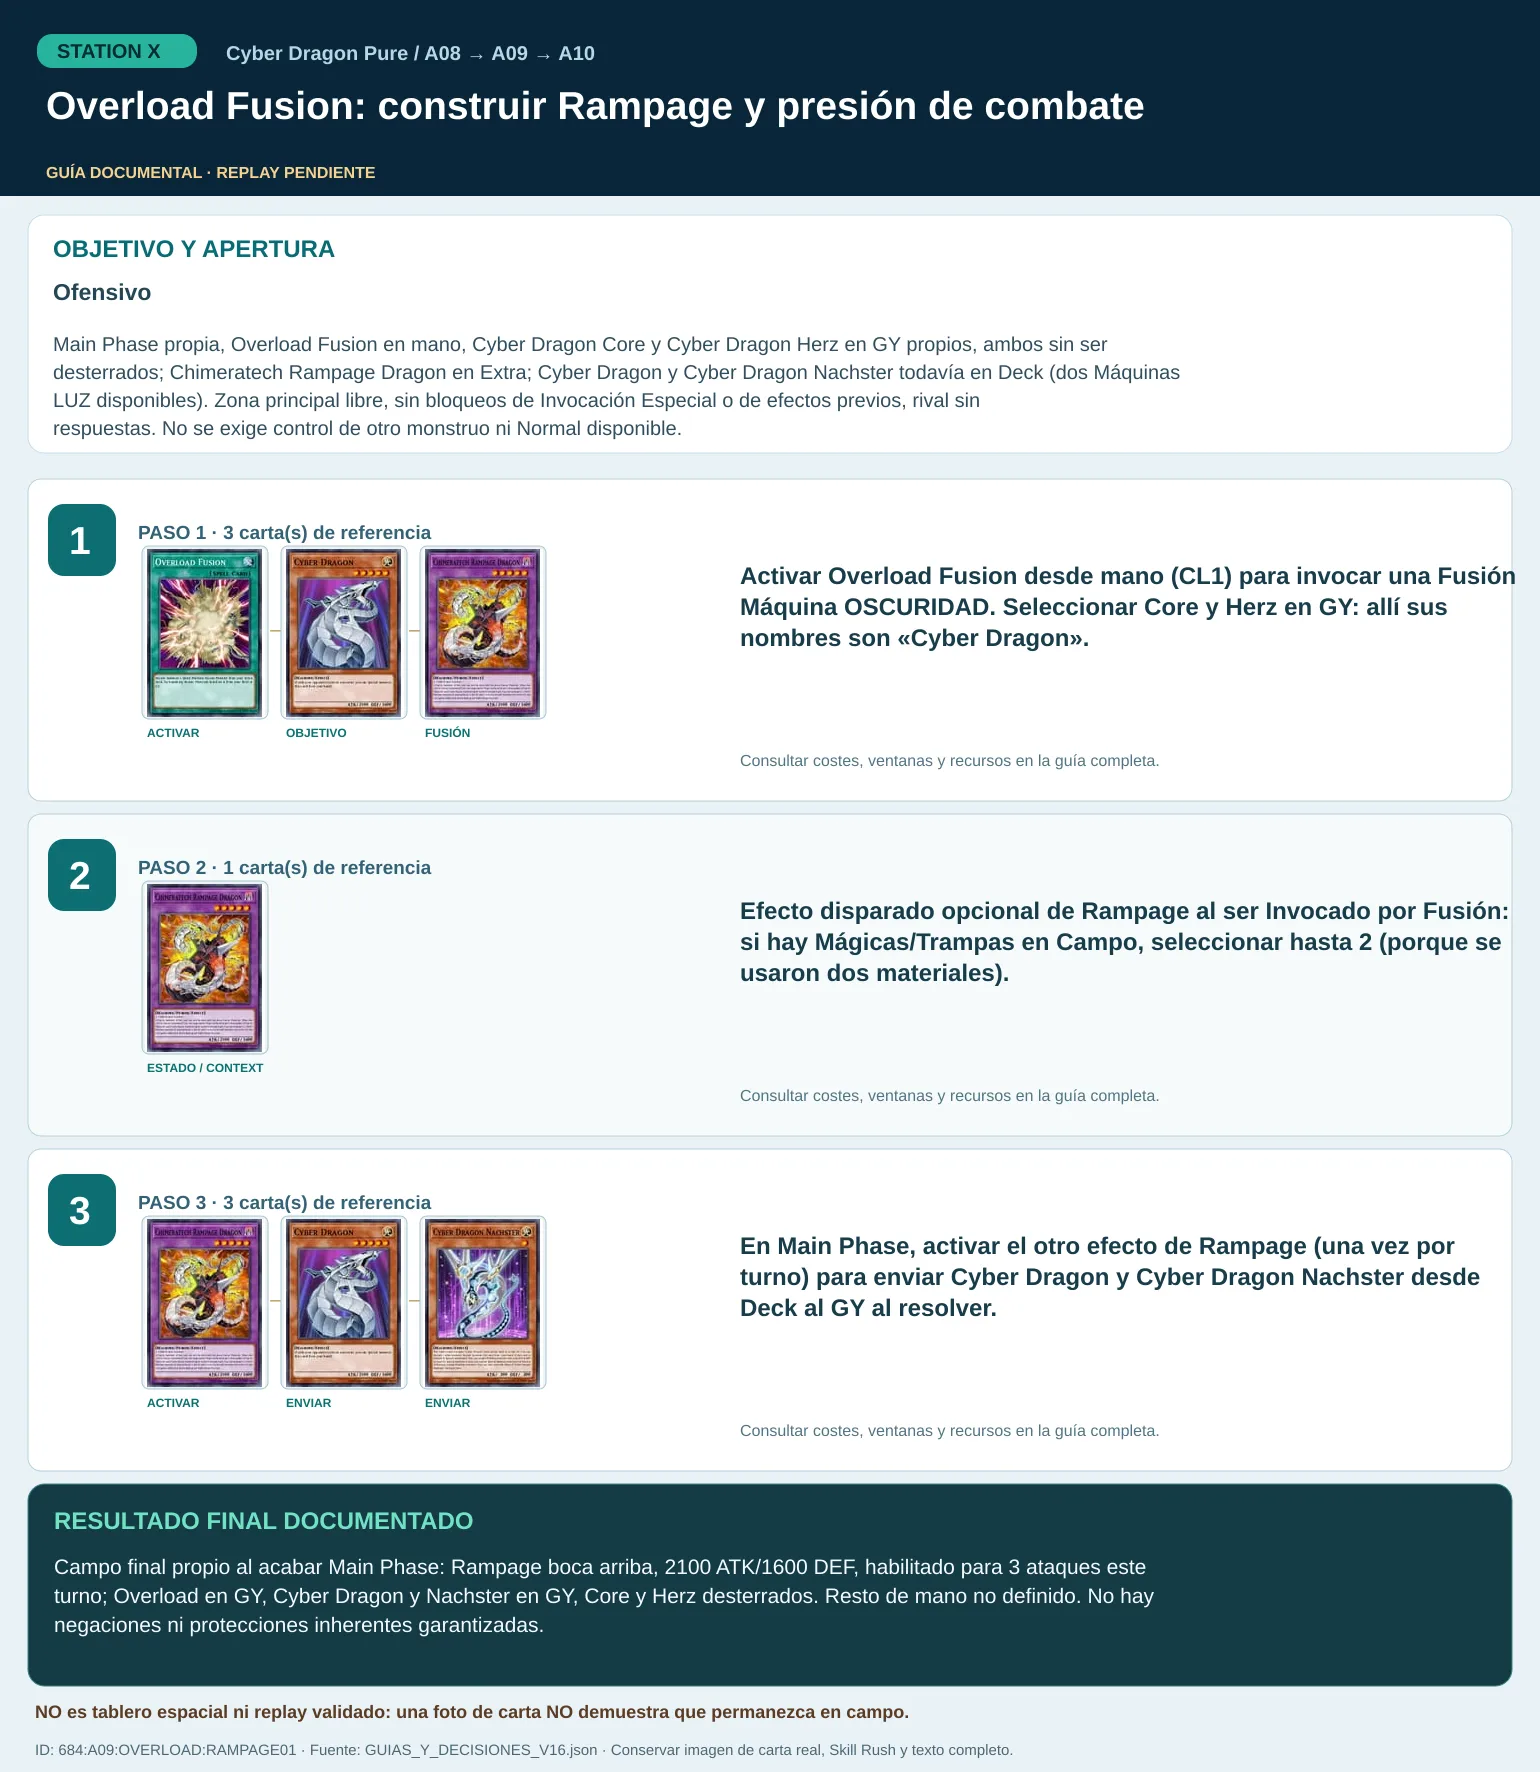 STATION X
Cyber Dragon Pure / A08 → A09 → A10
Overload Fusion: construir Rampage y presión de combate
GUÍA DOCUMENTAL · REPLAY PENDIENTE
OBJETIVO Y APERTURA
Ofensivo
Main Phase propia, Overload Fusion en mano, Cyber Dragon Core y Cyber Dragon Herz en GY propios, ambos sin ser
desterrados; Chimeratech Rampage Dragon en Extra; Cyber Dragon y Cyber Dragon Nachster todavía en Deck (dos Máquinas
LUZ disponibles). Zona principal libre, sin bloqueos de Invocación Especial o de efectos previos, rival sin
respuestas. No se exige control de otro monstruo ni Normal disponible.
1
PASO 1 · 3 carta(s) de referencia
OVERLOAD FUSION
[SPELL CARD]
CYBER DRAGON
CHIMERATECH RAMPAGE DRAGON
ACTIVAR
OBJETIVO
FUSIÓN
Activar Overload Fusion desde mano (CL1) para invocar una Fusión
Máquina OSCURIDAD. Seleccionar Core y Herz en GY: allí sus
nombres son «Cyber Dragon».
Consultar costes, ventanas y recursos en la guía completa.
2
PASO 2 · 1 carta(s) de referencia
CHIMERATECH RAMPAGE DRAGON
ESTADO / CONTEXT
Efecto disparado opcional de Rampage al ser Invocado por Fusión:
si hay Mágicas/Trampas en Campo, seleccionar hasta 2 (porque se
usaron dos materiales).
Consultar costes, ventanas y recursos en la guía completa.
3
PASO 3 · 3 carta(s) de referencia
CHIMERATECH RAMPAGE DRAGON
CYBER DRAGON
CYBER DRAGON NACHSTER
ACTIVAR
ENVIAR
ENVIAR
En Main Phase, activar el otro efecto de Rampage (una vez por
turno) para enviar Cyber Dragon y Cyber Dragon Nachster desde
Deck al GY al resolver.
Consultar costes, ventanas y recursos en la guía completa.
RESULTADO FINAL DOCUMENTADO
Campo final propio al acabar Main Phase: Rampage boca arriba, 2100 ATK/1600 DEF, habilitado para 3 ataques este
turno; Overload en GY, Cyber Dragon y Nachster en GY, Core y Herz desterrados. Resto de mano no definido. No hay
negaciones ni protecciones inherentes garantizadas.
NO es tablero espacial ni replay validado: una foto de carta NO demuestra que permanezca en campo.
ID: 684:A09:OVERLOAD:RAMPAGE01 · Fuente: GUIAS_Y_DECISIONES_V16.json · Conservar imagen de carta real, Skill Rush y texto completo.